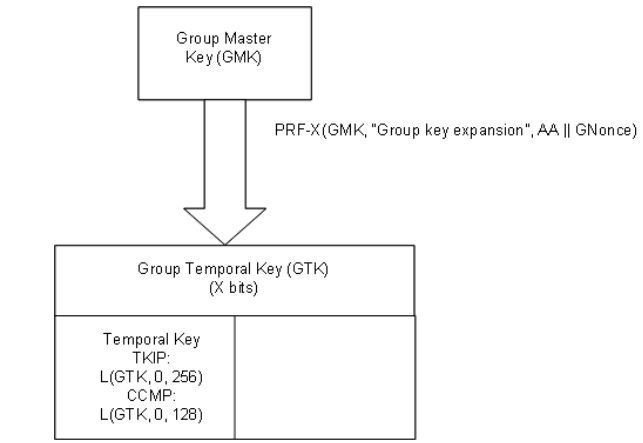 Group Master
Key (GMK)
PRF-X(GMK, "Group key expansion", AA || GNonce)
Group Temporal Key (GTK)
(X bits)
Temporal Key
TKIP:
L(GTK, 0, 256)
CCMP:
L(GTK, 0, 128)